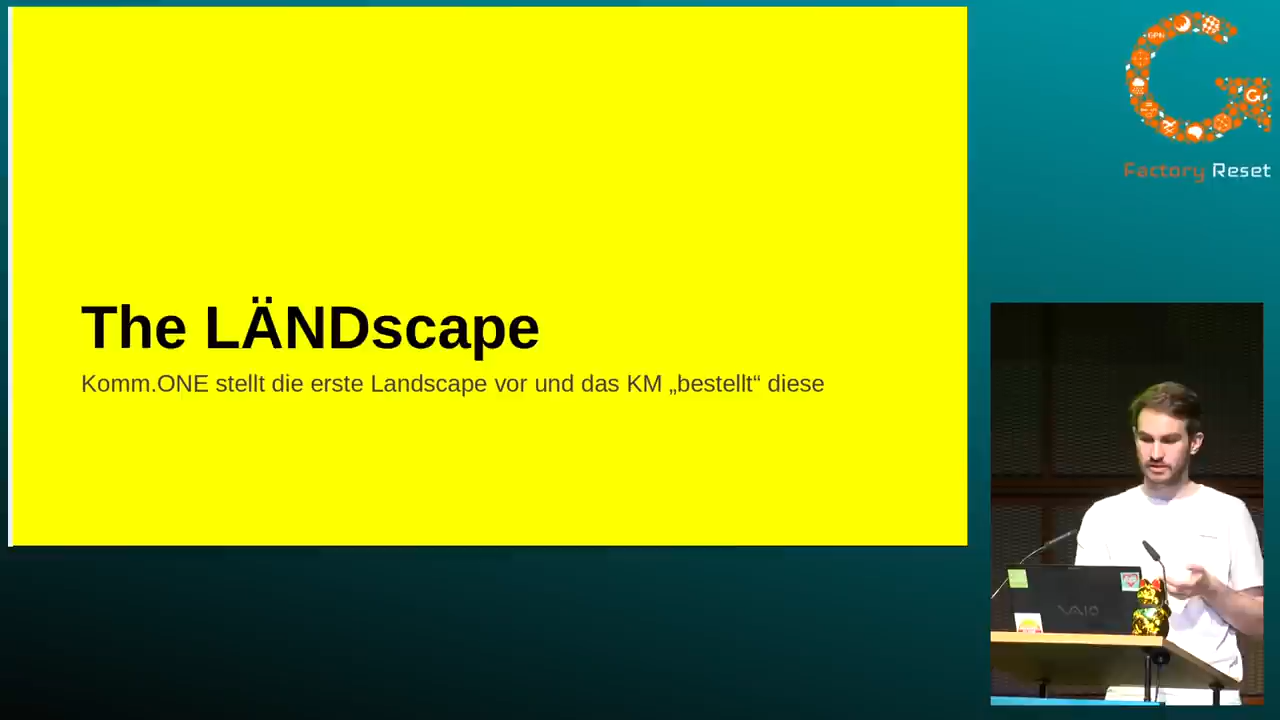 The LÄNDscape
Komm.ONE stellt die erste Landscape vor und das KM „bestellt“ diese
Factory Reset
VAIO